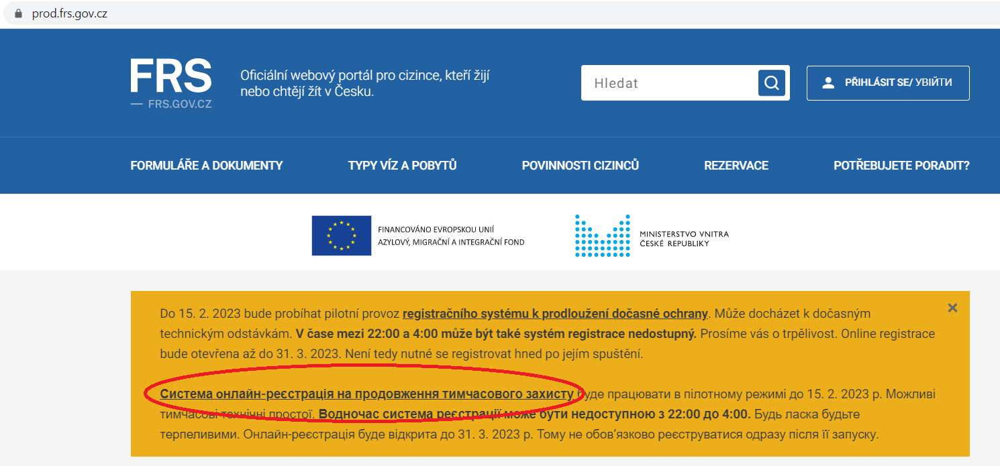 prod.frs.gov.cz
FRS
— FRS.GOV.CZ
Oficiální webový portál pro cizince, kteří žijí
nebo chtějí žít v Česku.
Hledat
PŘIHLÁSIT SE/ УВІЙТИ
FORMULÁŘE A DOKUMENTY
TYPY VÍZ A POBYTŮ
POVINNOSTI CIZINCŮ
REZERVACE
POTŘEBUJETE PORADIT?
FINANCOVÁNO EVROPSKOU UNIÍ
AZYLOVÝ, MIGRAČNÍ A INTEGRAČNÍ FOND
MINISTERSTVO VNITRA
ČESKÉ REPUBLIKY
Do 15. 2. 2023 bude probíhat pilotní provoz registračního systému k prodloužení dočasné ochrany. Může docházet k dočasným
technickým odstávkám. V čase mezi 22:00 a 4:00 může být také systém registrace nedostupný. Prosíme vás o trpělivost. Online registrace
bude otevřena až do 31. 3. 2023. Není tedy nutné se registrovat hned po jejím spuštění.
Система онлайн-реєстрація на продовження тимчасового захисту буде працювати в пілотному режимі до 15. 2. 2023 р. Можливі
тимчасові технічні простої. Водночас система реєстрації може бути недоступною з 22:00 до 4:00. Будь ласка будьте
терпеливими. Онлайн-реєстрація буде відкрита до 31. 3. 2023 р. Тому не обов’язково реєструватися одразу після її запуску.